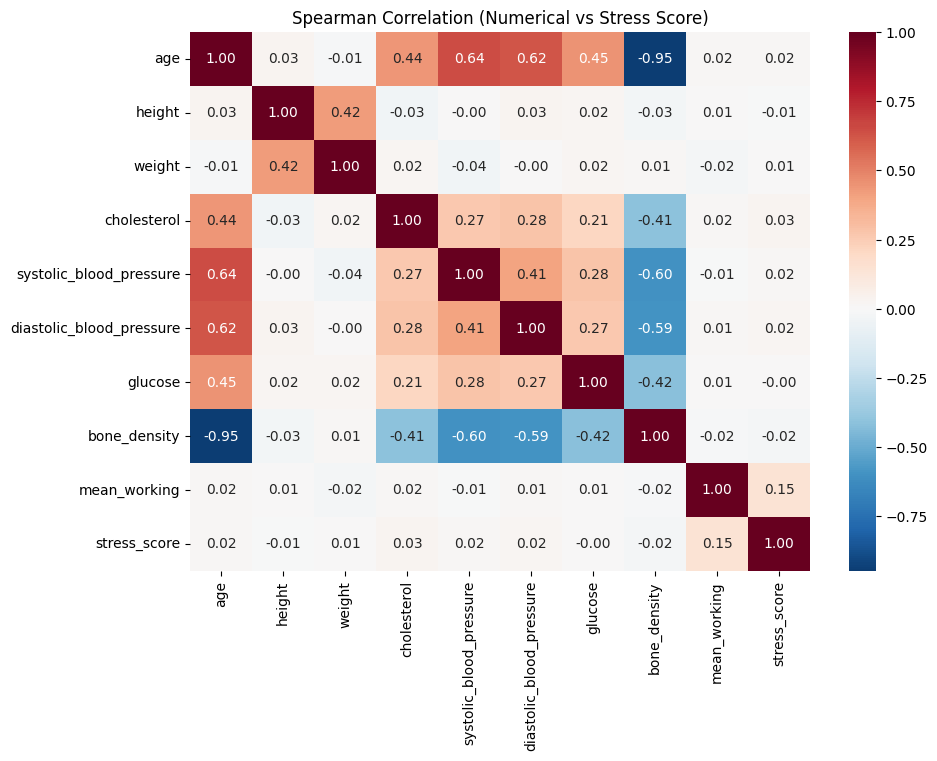 Spearman Correlation (Numerical vs Stress Score)
age 1.00 0.03 -0.01 0.44 0.64 0.62 0.45 -0.95 0.02 0.02
height 0.03 1.00 0.42 -0.03 -0.00 0.03 0.02 -0.03 0.01 -0.01
weight -0.01 0.42 1.00 0.02 -0.04 -0.00 0.02 0.01 -0.02 0.01
cholesterol 0.44 -0.03 0.02 1.00 0.27 0.28 0.21 -0.41 0.02 0.03
systolic_blood_pressure 0.64 -0.00 -0.04 0.27 1.00 0.41 0.28 -0.60 -0.01 0.02
diastolic_blood_pressure 0.62 0.03 -0.00 0.28 0.41 1.00 0.27 -0.59 0.01 0.02
glucose 0.45 0.02 0.02 0.21 0.28 0.27 1.00 -0.42 0.01 -0.00
bone_density -0.95 -0.03 0.01 -0.41 -0.60 -0.59 -0.42 1.00 -0.02 -0.02
mean_working 0.02 0.01 -0.02 0.02 -0.01 0.01 0.01 -0.02 1.00 0.15
stress_score 0.02 -0.01 0.01 0.03 0.02 0.02 -0.00 -0.02 0.15 1.00
age
height
weight
cholesterol
systolic_blood_pressure
diastolic_blood_pressure
glucose
bone_density
mean_working
stress_score
1.00
0.75
0.50
0.25
0.00
−0.25
−0.50
−0.75